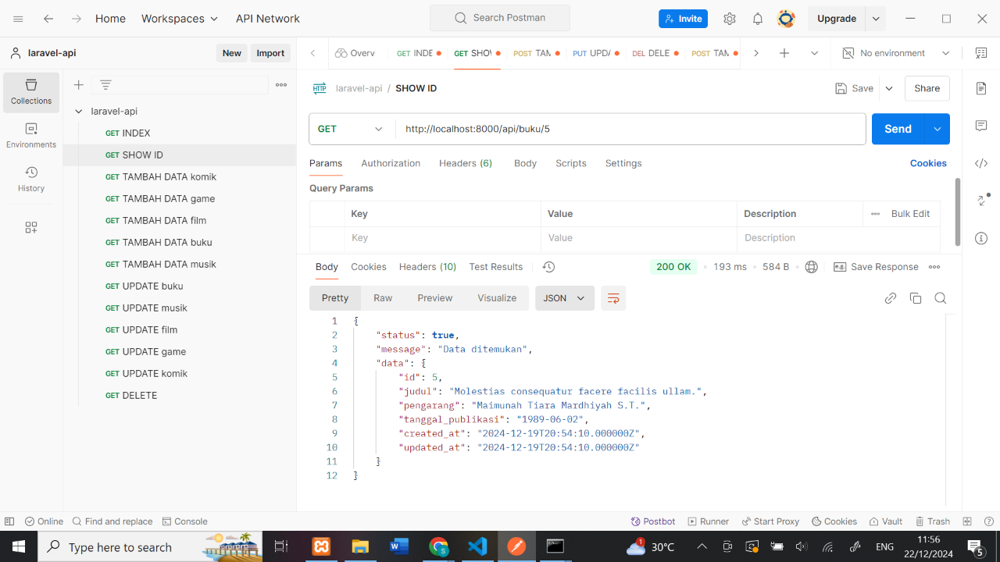 Home
Workspaces
API Network
Search Postman
Invite
Upgrade
laravel-api
New
Import
Overv
GET INDE
GET SHOW
POST TAM
PUT UPDA
DEL DELE
POST TAM
No environment
Collections
Environments
History
laravel-api
GET INDEX
GET SHOW ID
GET TAMBAH DATA komik
GET TAMBAH DATA game
GET TAMBAH DATA film
GET TAMBAH DATA buku
GET TAMBAH DATA musik
GET UPDATE buku
GET UPDATE musik
GET UPDATE film
GET UPDATE game
GET UPDATE komik
GET DELETE
HTTP laravel-api / SHOW ID
Save
Share
GET
http://localhost:8000/api/buku/5
Send
Params
Authorization
Headers (6)
Body
Scripts
Settings
Cookies
Query Params
Key Value Description Bulk Edit
Key Value Description
Body
Cookies
Headers (10)
Test Results
200 OK • 193 ms • 584 B
e.g. Save Response
Pretty
Raw
Preview
Visualize
JSON
1 {
2 "status": true,
3 "message": "Data ditemukan",
4 "data": {
5 "id": 5,
6 "judul": "Molestias consequatur facere facilis ullam.",
7 "pengarang": "Maimunah Tiara Mardhiyah S.T.",
8 "tanggal_publikasi": "1989-06-02",
9 "created_at": "2024-12-19T20:54:10.000000Z",
10 "updated_at": "2024-12-19T20:54:10.000000Z"
11 }
12 }
Online
Find and replace
Console
Postbot
Runner
Start Proxy
Cookies
Vault
Trash
Type here to search
1
30°C
ENG
11:56
22/12/2024
5